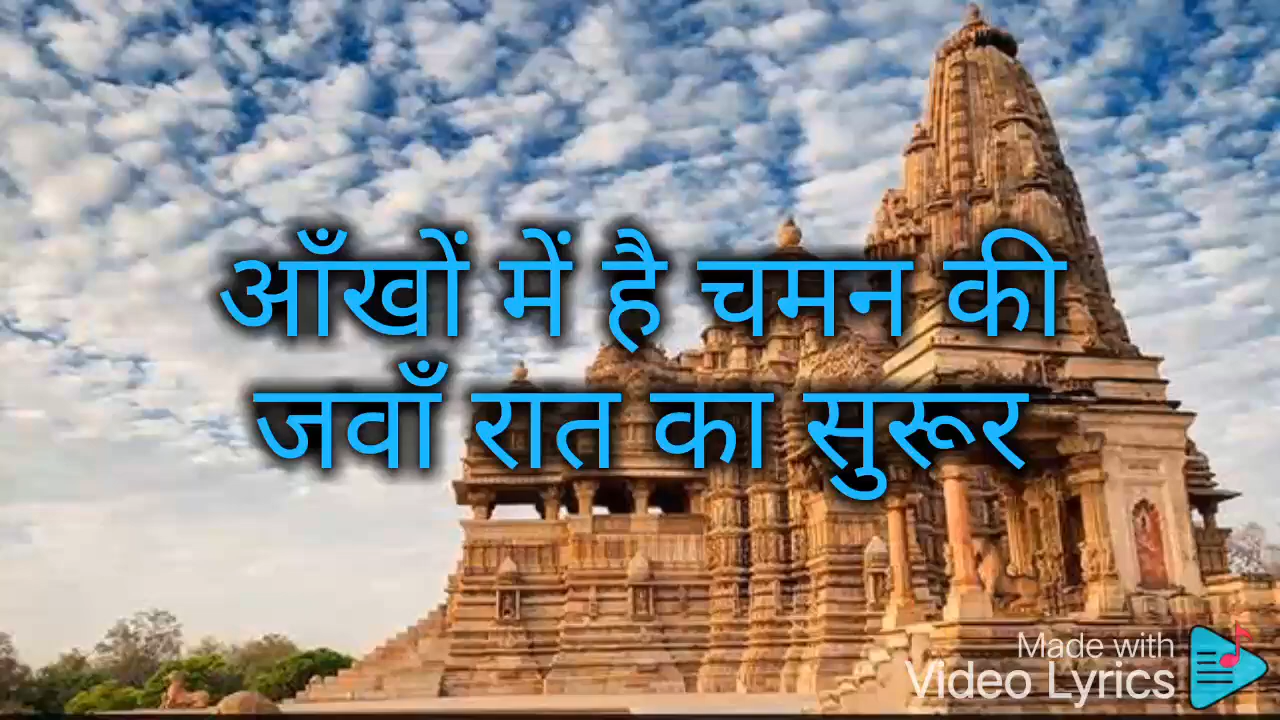 आँखों में है चमन की
जवाँ रात का सुरूर
Made with
Video Lyrics